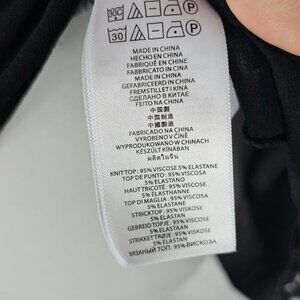 30
P
30
P
MADE IN CHINA
HECHO EN CHINA
FABRIQUÉ EN CHINE
FABBRICATO IN CINA
MADE IN CHINA
GEFABRICEERD IN CHINA
FREMSTILLET I KINA
СДЕЛАНО В КИТАЕ
FEITO NA CHINA
中国製
中国制造
中國製造
FABRICADO NA CHINA
VYROBENO V ČÍNĚ
WYPRODUKOWANO W CHINACH
KÉSZÜLT KÍNÁBAN
ผลิตในจีน
KNIT TOP: 95% VISCOSE 5% ELASTANE
TOP DE PUNTO: 95% VISCOSA
5% ELASTANO
HAUT TRICOTÉ: 95% VISCOSE
5% ELASTHANNE
TOP DI MAGLIA: 95% VISCOSA
5% ELASTAN
STRICKTOP: 95% VISKOSE
5% ELASTAN
GEBREID TOPJE: 95% VISCOSE
5% ELASTAAN
STRIKKET TRØJE: 95% VISCOSE
5% ELASTAN
ВЯЗАНЫЙ ТОП: 95% ВИСКОЗА